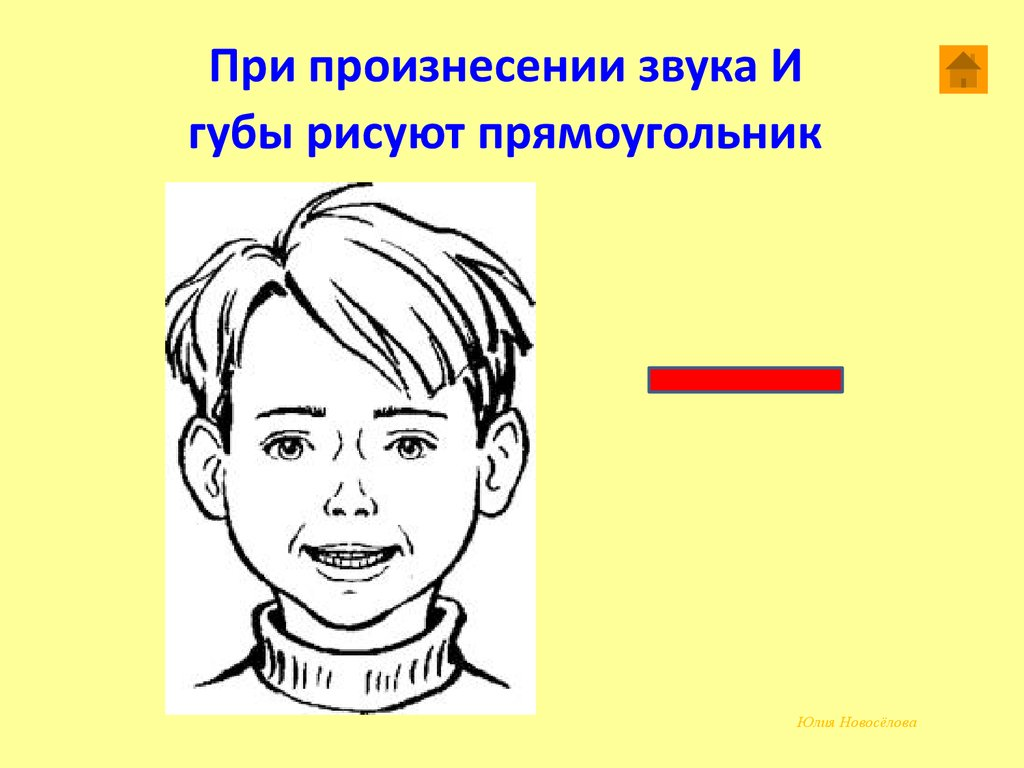 При произнесении звука И
губы рисуют прямоугольник
Юлия Новосёлова